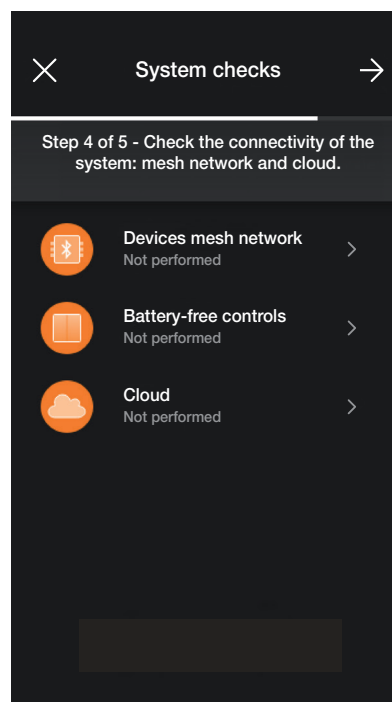 System checks
Step 4 of 5 - Check the connectivity of the
system: mesh network and cloud.
Devices mesh network
Not performed
Battery-free controls
Not performed
Cloud
Not performed